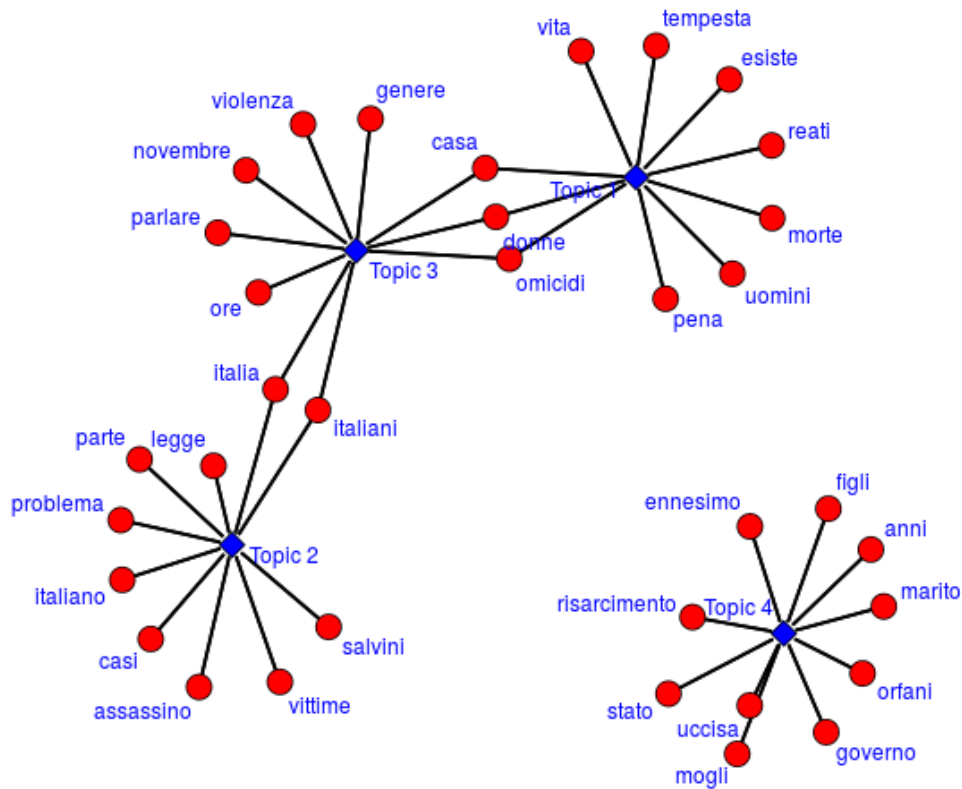 tempesta
vita
esiste
genere
violenza
reati
casa
novembre
Topic 1
parlare
donne
morte
Topic 3
omicidi
uomini
ore
pena
italia
italiani
parte
legge
figli
problema
ennesimo
anni
Topic 2
italiano
marito
risarcimento
Topic 4
salvini
casi
orfani
vittime
assassino
stato
uccisa
governo
mogli